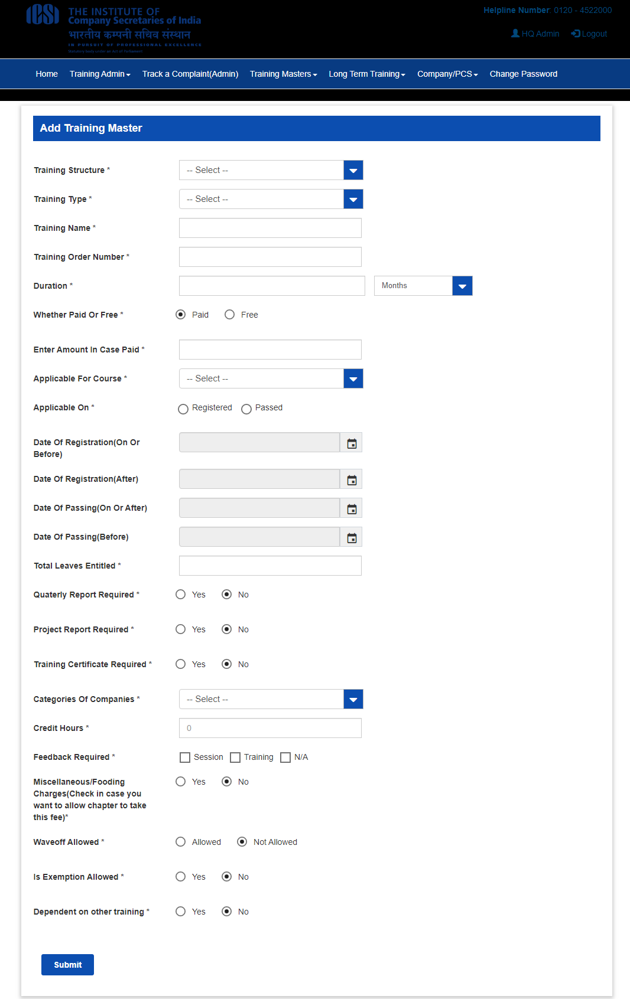 ICSI
THE INSTITUTE OF
Company Secretaries of India
भारतीय कम्पनी सचिव संस्थान
IN PURSUIT OF PROFESSIONAL EXCELLENCE
Statutory body under an Act of Parliament
Helpline Number: 0120 - 4522000
HQ Admin Logout
Home Training Admin Track a Complaint(Admin) Training Masters Long Term Training Company/PCS Change Password
Add Training Master
Training Structure * -- Select --
Training Type * -- Select --
Training Name *
Training Order Number *
Duration * Months
Whether Paid Or Free * Paid Free
Enter Amount In Case Paid *
Applicable For Course * -- Select --
Applicable On * Registered Passed
Date Of Registration(On Or
Before)
Date Of Registration(After)
Date Of Passing(On Or After)
Date Of Passing(Before)
Total Leaves Entitled *
Quaterly Report Required * Yes No
Project Report Required * Yes No
Training Certificate Required * Yes No
Categories Of Companies * -- Select --
Credit Hours * 0
Feedback Required * Session Training N/A
Miscellaneous/Fooding Yes No
Charges(Check in case you
want to allow chapter to take
this fee)*
Waveoff Allowed * Allowed Not Allowed
Is Exemption Allowed * Yes No
Dependent on other training * Yes No
Submit